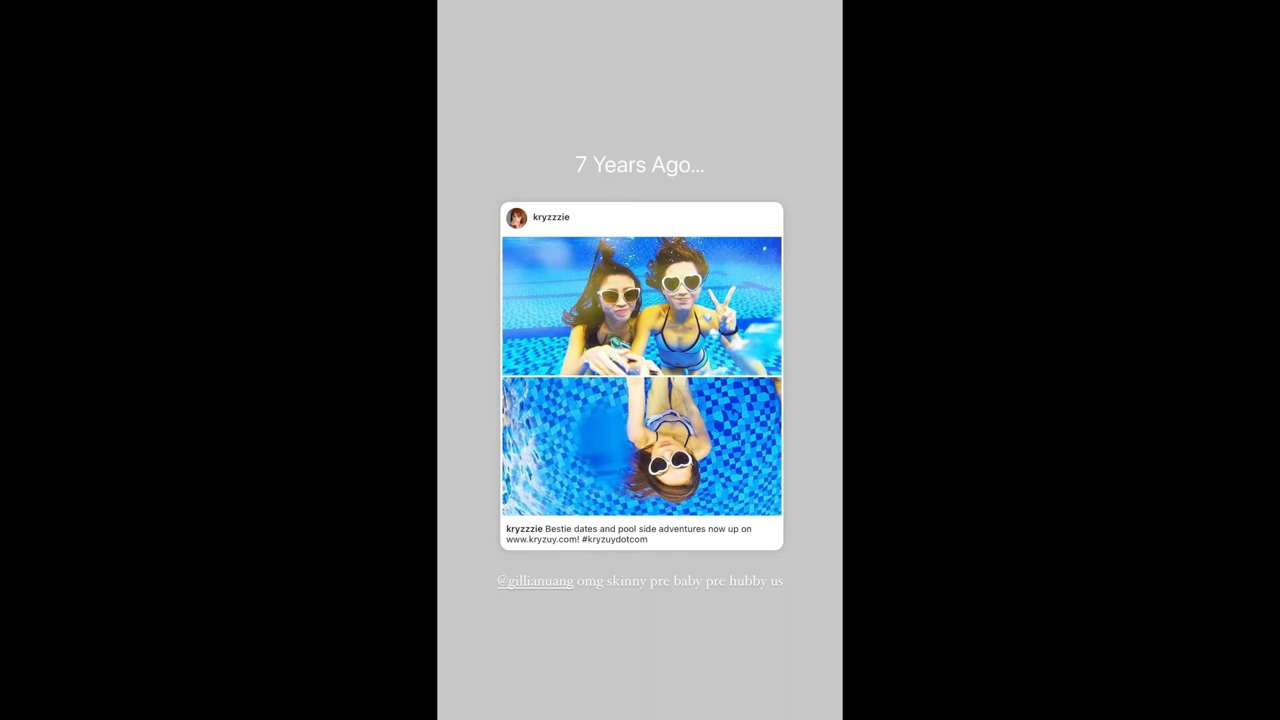 7 Years Ago...
kryzzzie
kryzzzie Bestie dates and pool side adventures now up on
www.kryzuy.com! #kryzuydotcom
@gillianuang omg skinny pre baby pre hubby us